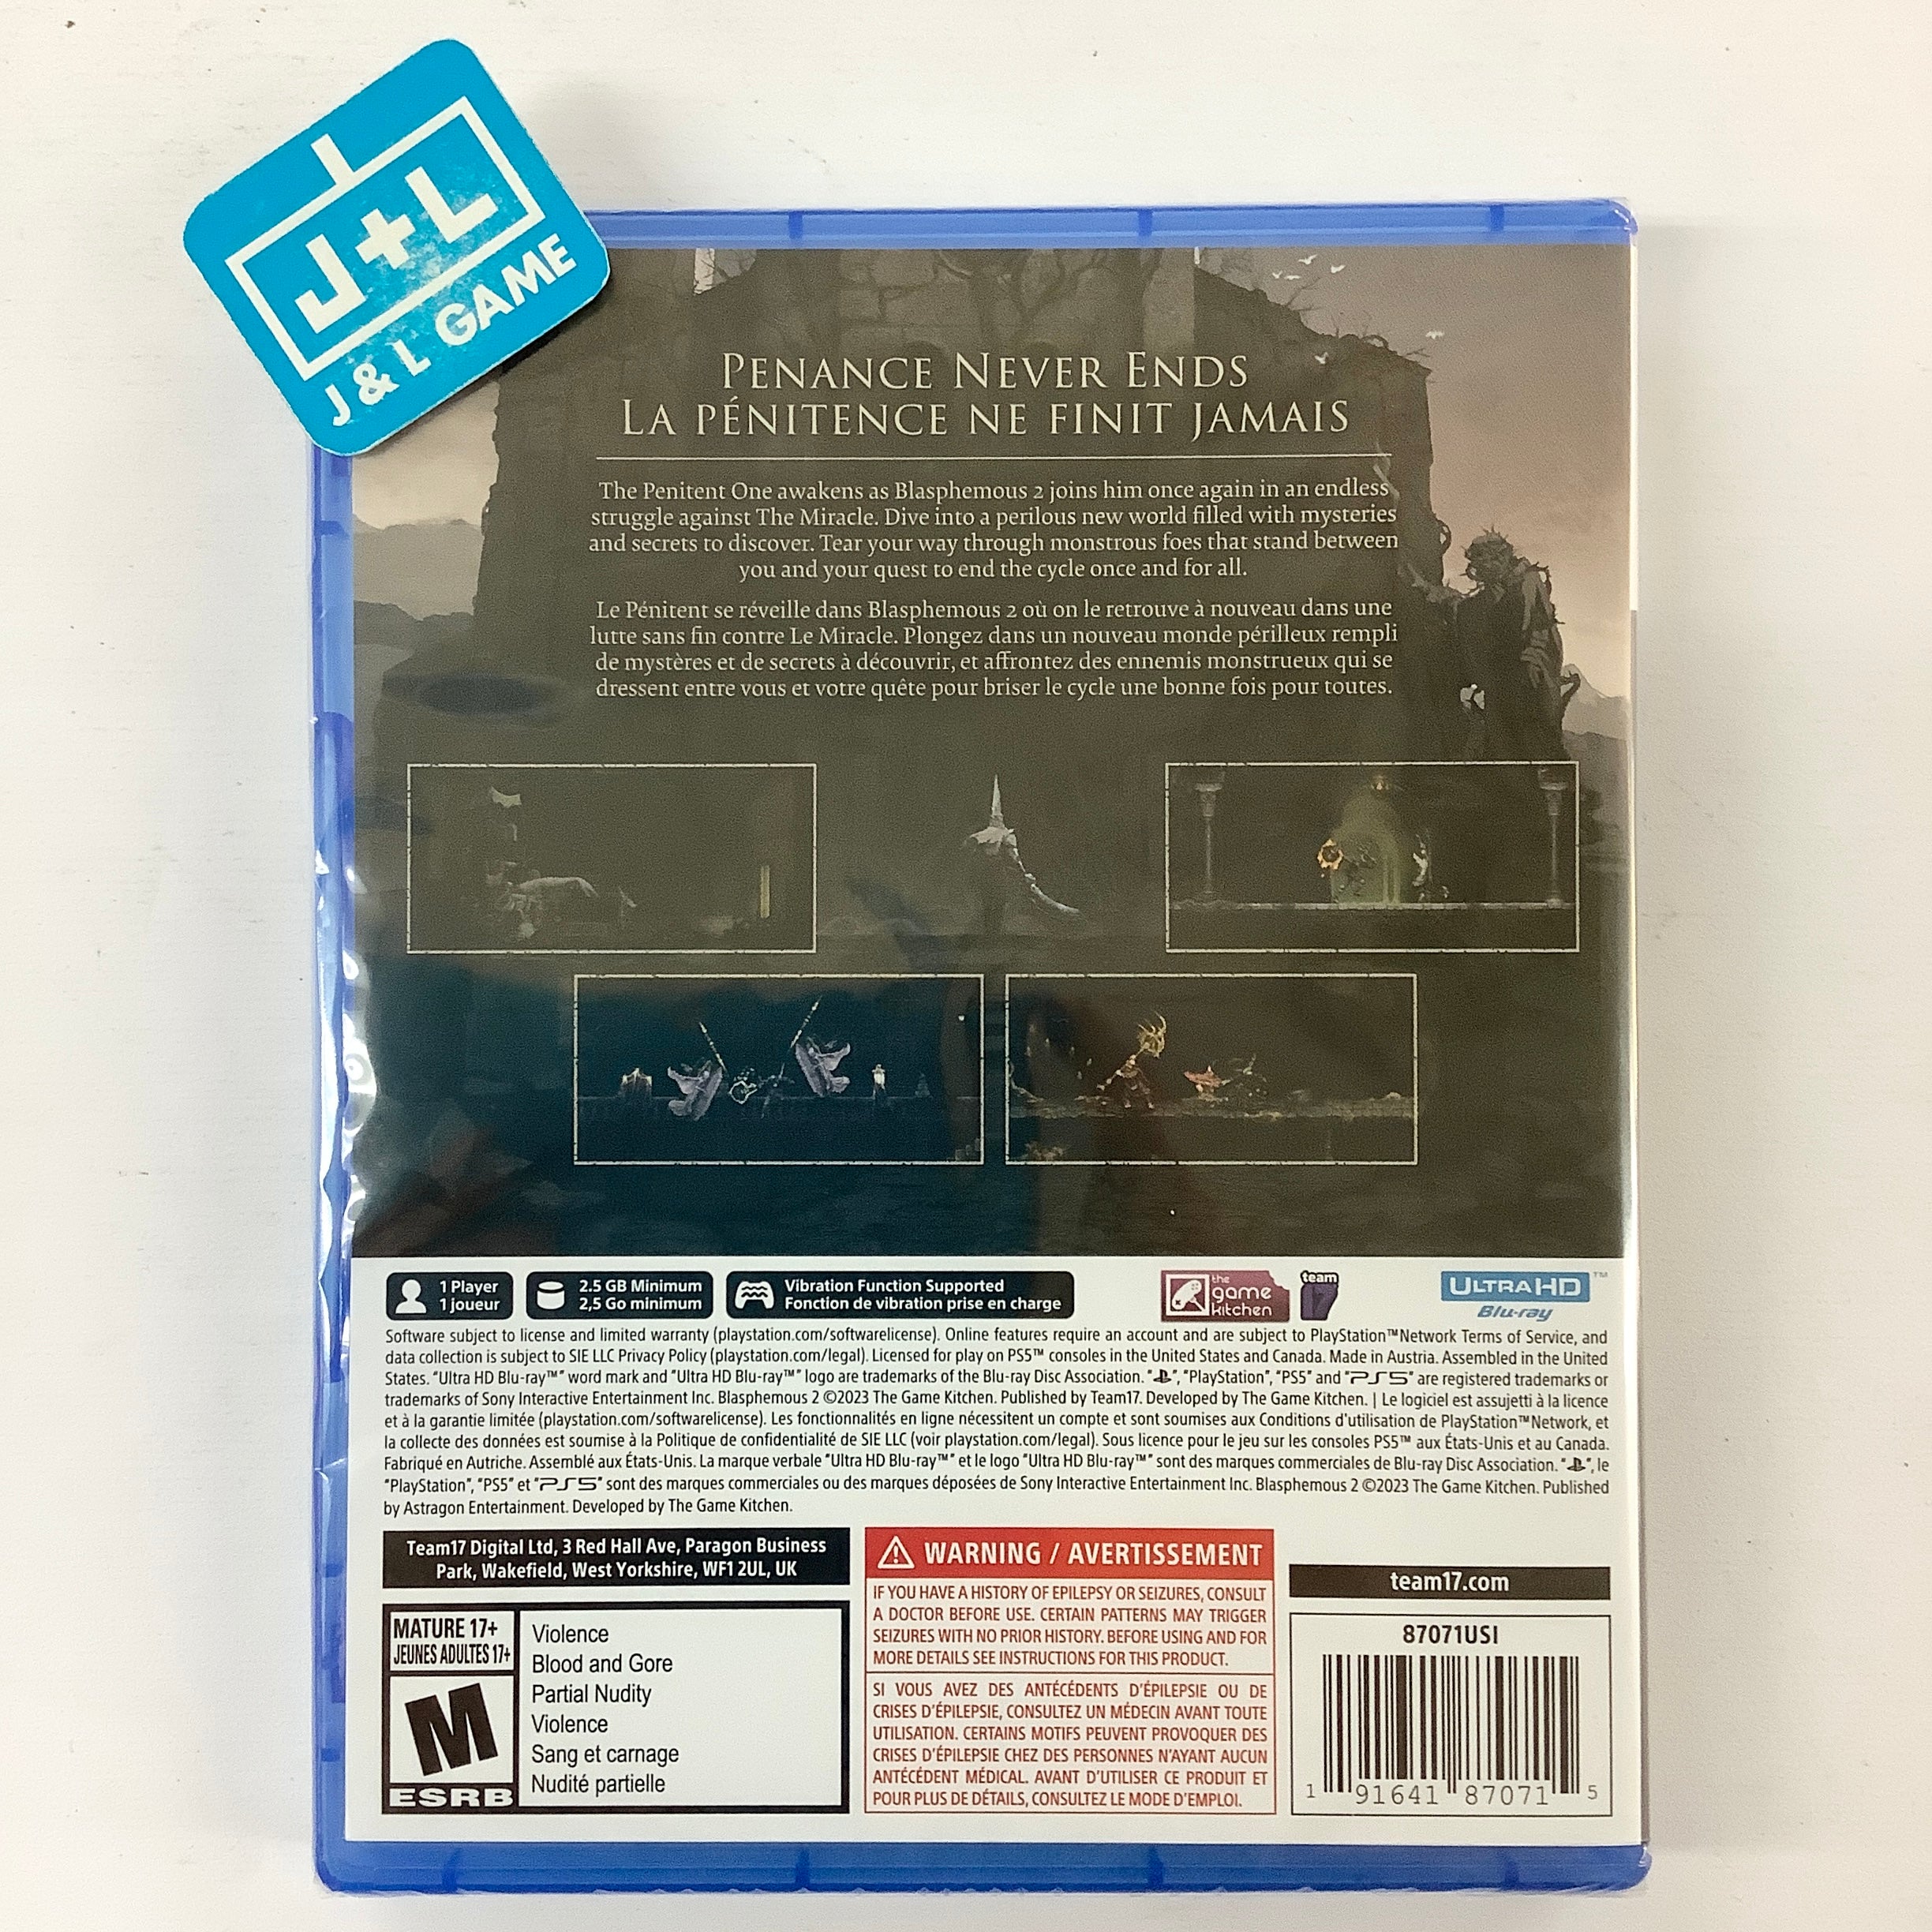 J+L
J & L GAME
PENANCE NEVER ENDS
LA PÉNITENCE NE FINIT JAMAIS
The Penitent One awakens as Blasphemous 2 joins him once again in an endless
struggle against The Miracle. Dive into a perilous new world filled with mysteries
and secrets to discover. Tear your way through monstrous foes that stand between
you and your quest to end the cycle once and for all.
Le Pénitent se réveille dans Blasphemous 2 où on le retrouve à nouveau dans une
lutte sans fin contre Le Miracle. Plongez dans un nouveau monde périlleux rempli
de mystères et de secrets à découvrir, et affrontez des ennemis monstrueux qui se
dressent entre vous et votre quête pour briser le cycle une bonne fois pour toutes.
1 Player
1 joueur
2.5 GB Minimum
2,5 Go minimum
Vibration Function Supported
Fonction de vibration prise en charge
the
game
kitchen
team
17
ULTRA HD™
Blu-ray
Software subject to license and limited warranty (playstation.com/softwarelicense). Online features require an account and are subject to PlayStation™Network Terms of Service, and
data collection is subject to SIE LLC Privacy Policy (playstation.com/legal). Licensed for play on PS5™ consoles in the United States and Canada. Made in Austria. Assembled in the United
States. "Ultra HD Blu-ray™" word mark and "Ultra HD Blu-ray™" logo are trademarks of the Blu-ray Disc Association. "PS", "PlayStation", "PS5" and "PS5" are registered trademarks or
trademarks of Sony Interactive Entertainment Inc. Blasphemous 2 ©2023 The Game Kitchen. Published by Team17. Developed by The Game Kitchen. | Le logiciel est assujetti à la licence
et à la garantie limitée (playstation.com/softwarelicense). Les fonctionnalités en ligne nécessitent un compte et sont soumises aux Conditions d'utilisation de PlayStation™Network, et
la collecte des données est soumise à la Politique de confidentialité de SIE LLC (voir playstation.com/legal). Sous licence pour le jeu sur les consoles PS5™ aux États-Unis et au Canada.
Fabriqué en Autriche. Assemblé aux États-Unis. La marque verbale "Ultra HD Blu-ray™" et le logo "Ultra HD Blu-ray™" sont des marques commerciales de Blu-ray Disc Association. "PS", le
"PlayStation", "PS5" et "PS5" sont des marques commerciales ou des marques déposées de Sony Interactive Entertainment Inc. Blasphemous 2 ©2023 The Game Kitchen. Published
by Astragon Entertainment. Developed by The Game Kitchen.
Team17 Digital Ltd, 3 Red Hall Ave, Paragon Business
Park, Wakefield, West Yorkshire, WF1 2UL, UK
MATURE 17+
JEUNES ADULTES 17+
M
ESRB
Violence
Blood and Gore
Partial Nudity
Violence
Sang et carnage
Nudité partielle
WARNING / AVERTISSEMENT
IF YOU HAVE A HISTORY OF EPILEPSY OR SEIZURES, CONSULT
A DOCTOR BEFORE USE. CERTAIN PATTERNS MAY TRIGGER
SEIZURES WITH NO PRIOR HISTORY. BEFORE USING AND FOR
MORE DETAILS SEE INSTRUCTIONS FOR THIS PRODUCT.
SI VOUS AVEZ DES ANTÉCÉDENTS D'ÉPILEPSIE OU DE
CRISES D'ÉPILEPSIE, CONSULTEZ UN MÉDECIN AVANT TOUTE
UTILISATION. CERTAINS MOTIFS PEUVENT PROVOQUER DES
CRISES D'ÉPILEPSIE CHEZ DES PERSONNES N'AYANT AUCUN
ANTÉCÉDENT MÉDICAL. AVANT D'UTILISER CE PRODUIT ET
POUR PLUS DE DÉTAILS, CONSULTEZ LE MODE D'EMPLOI.
team17.com
87071USI
1 91641 87071 5